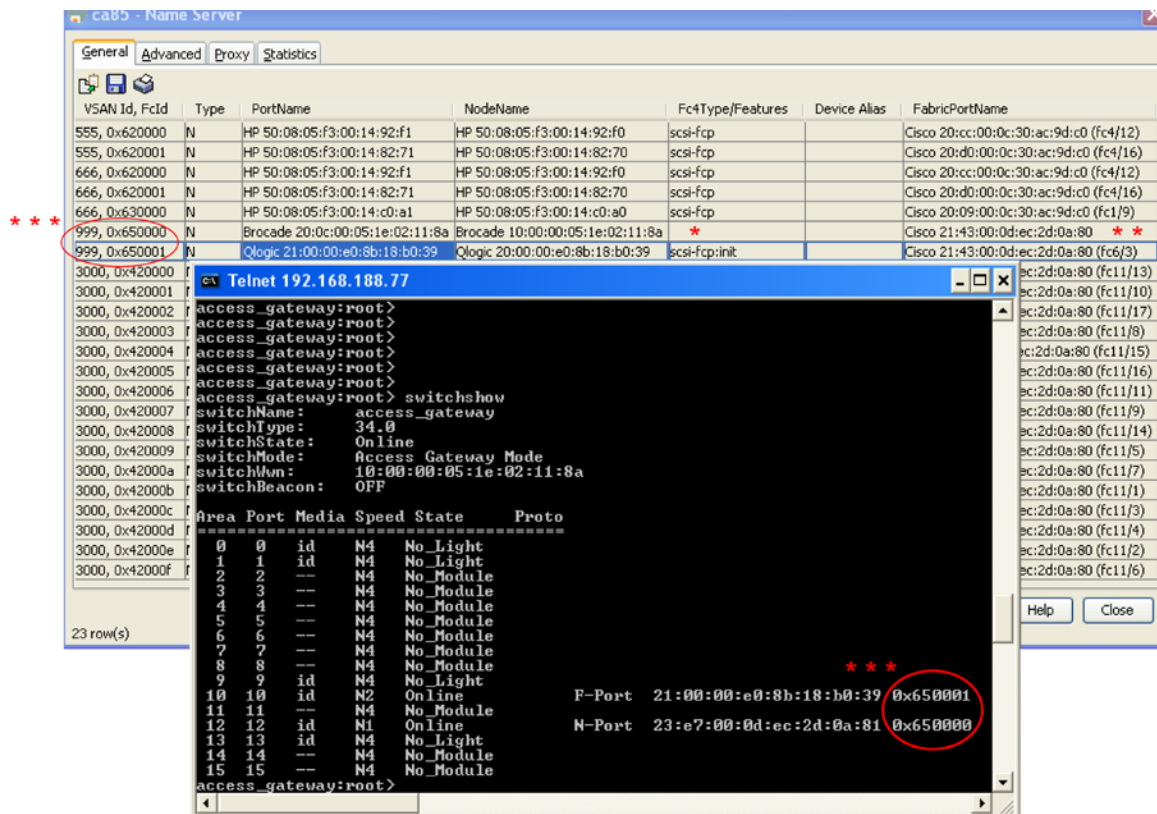 ca85 - Name Server
General Advanced Proxy Statistics
VSAN Id, FcId Type PortName NodeName Fc4Type/Features Device Alias FabricPortName
555, 0x620000 N HP 50:08:05:f3:00:14:92:f1 HP 50:08:05:f3:00:14:92:f0 scsi-fcp Cisco 20:cc:00:0c:30:ac:9d:c0 (fc4/12)
555, 0x620001 N HP 50:08:05:f3:00:14:82:71 HP 50:08:05:f3:00:14:82:70 scsi-fcp Cisco 20:d0:00:0c:30:ac:9d:c0 (fc4/16)
666, 0x620000 N HP 50:08:05:f3:00:14:92:f1 HP 50:08:05:f3:00:14:92:f0 scsi-fcp Cisco 20:cc:00:0c:30:ac:9d:c0 (fc4/12)
666, 0x620001 N HP 50:08:05:f3:00:14:82:71 HP 50:08:05:f3:00:14:82:70 scsi-fcp Cisco 20:d0:00:0c:30:ac:9d:c0 (fc4/16)
666, 0x630000 N HP 50:08:05:f3:00:14:c0:a1 HP 50:08:05:f3:00:14:c0:a0 scsi-fcp Cisco 20:09:00:0c:30:ac:9d:c0 (fc1/9)
* * * 999, 0x650000 N Brocade 20:0c:00:05:1e:02:11:8a Brocade 10:00:00:05:1e:02:11:8a * Cisco 21:43:00:0d:ec:2d:0a:80 * *
999, 0x650001 N Qlogic 21:00:00:e0:8b:18:b0:39 Qlogic 20:00:00:e0:8b:18:b0:39 scsi-fcp:init Cisco 21:43:00:0d:ec:2d:0a:80 (fc6/3)
3000, 0x420000 ec:2d:0a:80 (fc11/13)
3000, 0x420001 ec:2d:0a:80 (fc11/10)
3000, 0x420002 ec:2d:0a:80 (fc11/17)
3000, 0x420003 ec:2d:0a:80 (fc11/8)
3000, 0x420004 c:2d:0a:80 (fc11/15)
3000, 0x420005 ec:2d:0a:80 (fc11/16)
3000, 0x420006 ec:2d:0a:80 (fc11/11)
3000, 0x420007 ec:2d:0a:80 (fc11/9)
3000, 0x420008 ec:2d:0a:80 (fc11/14)
3000, 0x420009 ec:2d:0a:80 (fc11/5)
3000, 0x42000a ec:2d:0a:80 (fc11/7)
3000, 0x42000b ec:2d:0a:80 (fc11/1)
3000, 0x42000c ec:2d:0a:80 (fc11/3)
3000, 0x42000d ec:2d:0a:80 (fc11/4)
3000, 0x42000e ec:2d:0a:80 (fc11/2)
3000, 0x42000f ec:2d:0a:80 (fc11/6)
Help Close
23 row(s)
Telnet 192.168.188.77
access_gateway:root>
access_gateway:root>
access_gateway:root>
access_gateway:root>
access_gateway:root>
access_gateway:root>
access_gateway:root> switchshow
switchName: access_gateway
switchType: 34.0
switchState: Online
switchMode: Access Gateway Mode
switchWwn: 10:00:00:05:1e:02:11:8a
switchBeacon: OFF
Area Port Media Speed State Proto
=====================================
0 0 id N4 No_Light
1 1 id N4 No_Light
2 2 -- N4 No_Module
3 3 -- N4 No_Module
4 4 -- N4 No_Module
5 5 -- N4 No_Module
6 6 -- N4 No_Module
7 7 -- N4 No_Module
8 8 -- N4 No_Module
9 9 id N4 No_Light
* * *
10 10 id N2 Online F-Port 21:00:00:e0:8b:18:b0:39 0x650001
11 11 -- N4 No_Module
12 12 id N1 Online N-Port 23:e7:00:0d:ec:2d:0a:81 0x650000
13 13 id N4 No_Light
14 14 -- N4 No_Module
15 15 -- N4 No_Module
access_gateway:root>